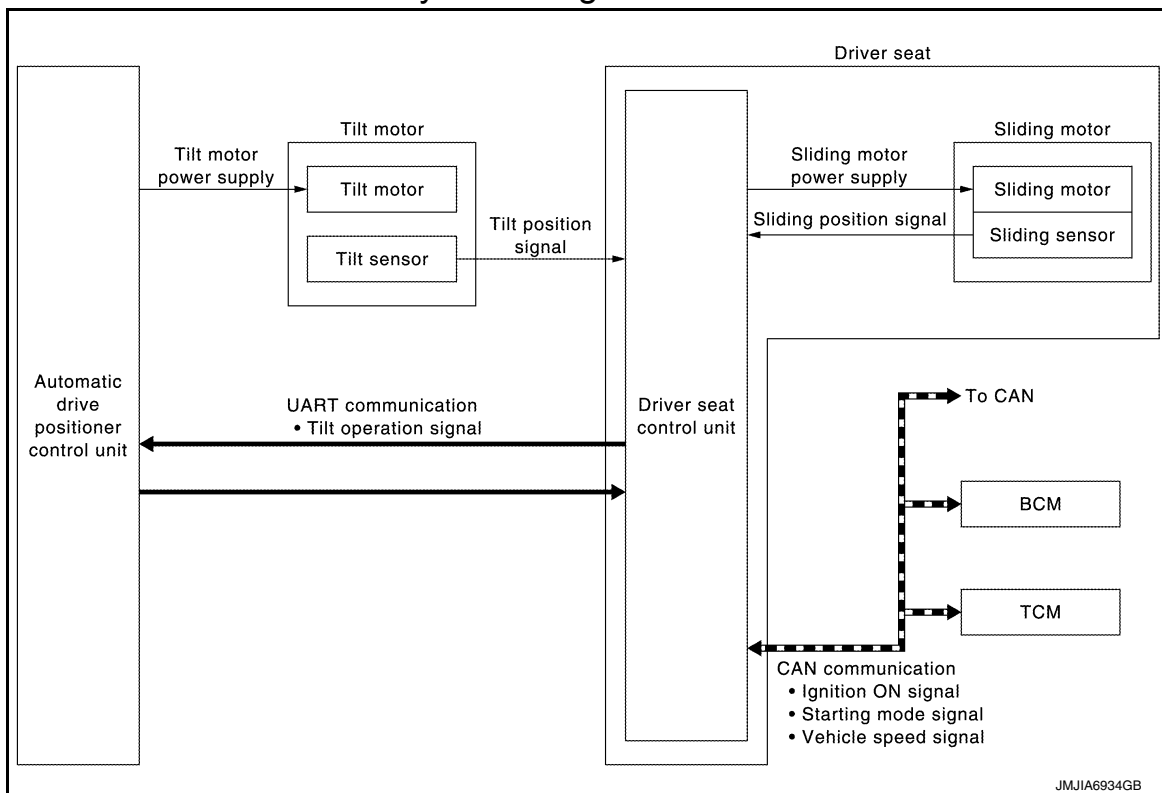 Driver seat
Tilt motor
Sliding motor
Tilt motor
power supply
Tilt motor
Sliding motor
power supply
Sliding motor
Tilt position
signal
Sliding position signal
Sliding sensor
Tilt sensor
Automatic
drive
positioner
control unit
UART communication
• Tilt operation signal
Driver seat
control unit
To CAN
BCM
TCM
CAN communication
• Ignition ON signal
• Starting mode signal
• Vehicle speed signal
JMJIA6934GB